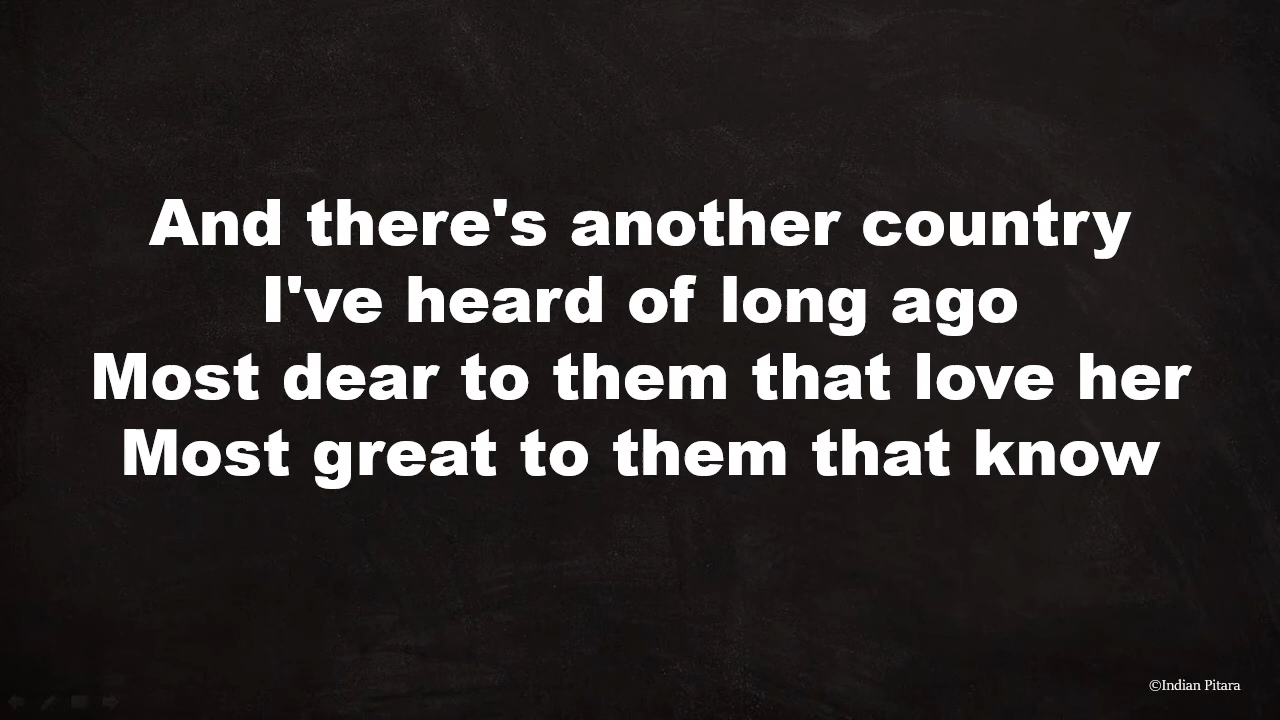 And there's another country
I've heard of long ago
Most dear to them that love her
Most great to them that know
©Indian Pitara